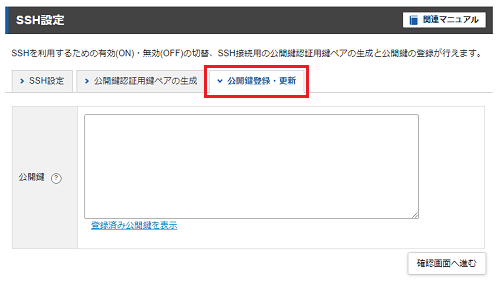 SSH設定
関連マニュアル
SSHを利用するための有効(ON)・無効(OFF)の切替、SSH接続用の公開鍵認証用鍵ペアの生成と公開鍵の登録が行えます。
SSH設定 公開鍵認証用鍵ペアの生成 公開鍵登録・更新
公開鍵 ?
登録済み公開鍵を表示
確認画面へ進む